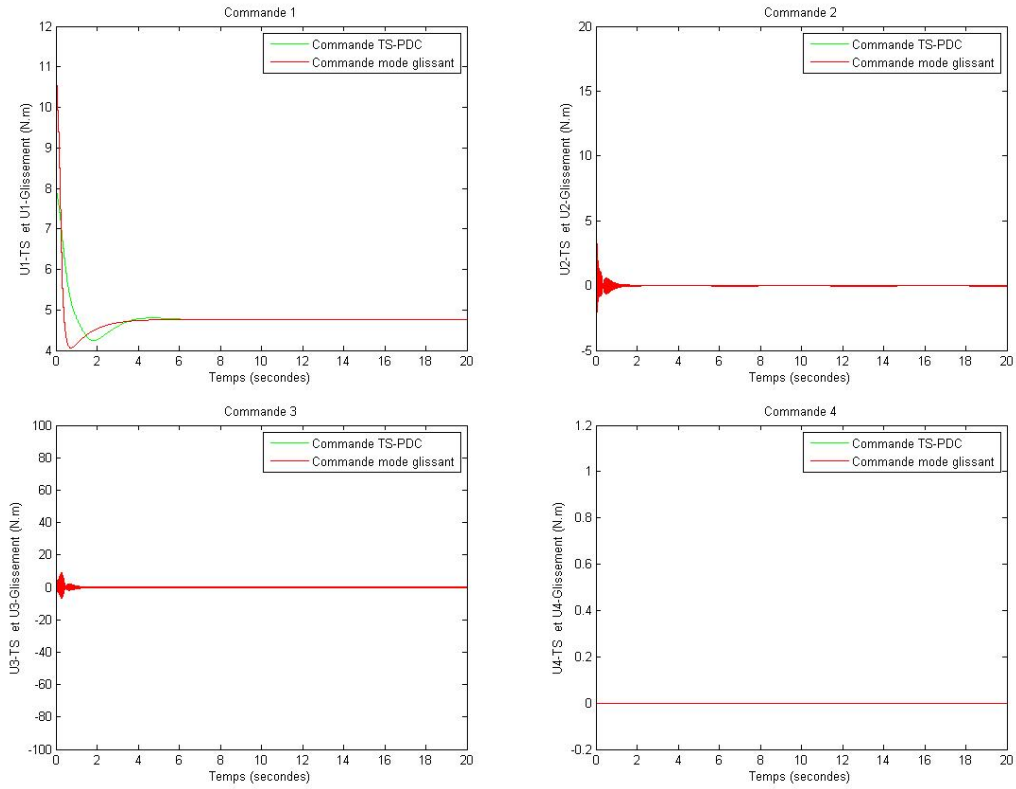 Commande 1
12
11
10
9
8
7
6
5
4
0 2 4 6 8 10 12 14 16 18 20
Temps (secondes)
U1-TS et U1-Glissement (N.m)
Commande TS-PDC
Commande mode glissant
Commande 2
20
15
10
5
0
-5
0 2 4 6 8 10 12 14 16 18 20
Temps (secondes)
U2-TS et U2-Glissement (N.m)
Commande TS-PDC
Commande mode glissant
Commande 3
100
80
60
40
20
0
-20
-40
-60
-80
-100
0 2 4 6 8 10 12 14 16 18 20
Temps (secondes)
U3-TS et U3-Glissement (N.m)
Commande TS-PDC
Commande mode glissant
Commande 4
1.2
1
0.8
0.6
0.4
0.2
0
-0.2
0 2 4 6 8 10 12 14 16 18 20
Temps (secondes)
U4-TS et U4-Glissement (N.m)
Commande TS-PDC
Commande mode glissant